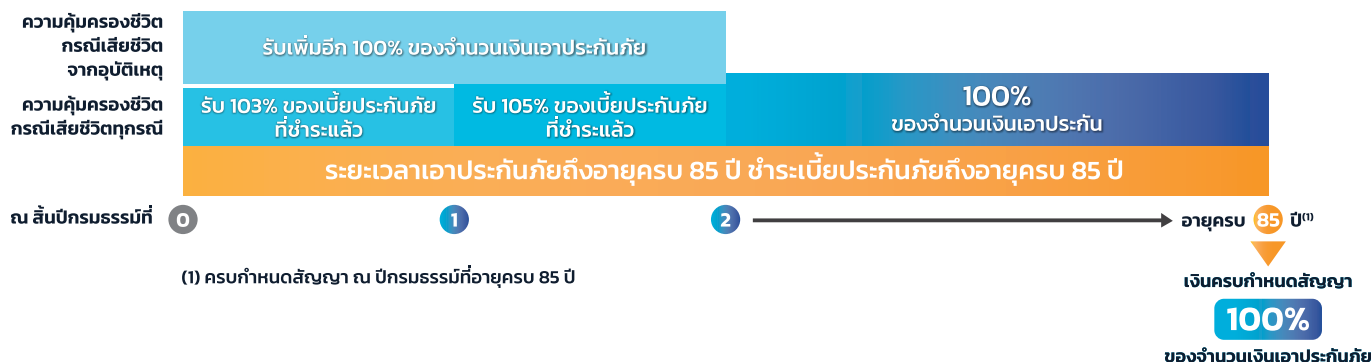 ความคุ้มครองชีวิต
กรณีเสียชีวิต
จากอุบัติเหตุ
รับเพิ่มอีก 100% ของจำนวนเงินเอาประกันภัย
ความคุ้มครองชีวิต
กรณีเสียชีวิตทุกกรณี
รับ 103% ของเบี้ยประกันภัย
ที่ชำระแล้ว
รับ 105% ของเบี้ยประกันภัย
ที่ชำระแล้ว
100%
ของจำนวนเงินเอาประกัน
ระยะเวลาเอาประกันภัยถึงอายุครบ 85 ปี ชำระเบี้ยประกันภัยถึงอายุครบ 85 ปี
ณ สิ้นปีกรมธรรม์ที่ 0 1 2 อายุครบ 85 ปี(1)
(1) ครบกำหนดสัญญา ณ ปีกรมธรรม์ที่อายุครบ 85 ปี
เงินครบกำหนดสัญญา
100%
ของจำนวนเงินเอาประกันภัย